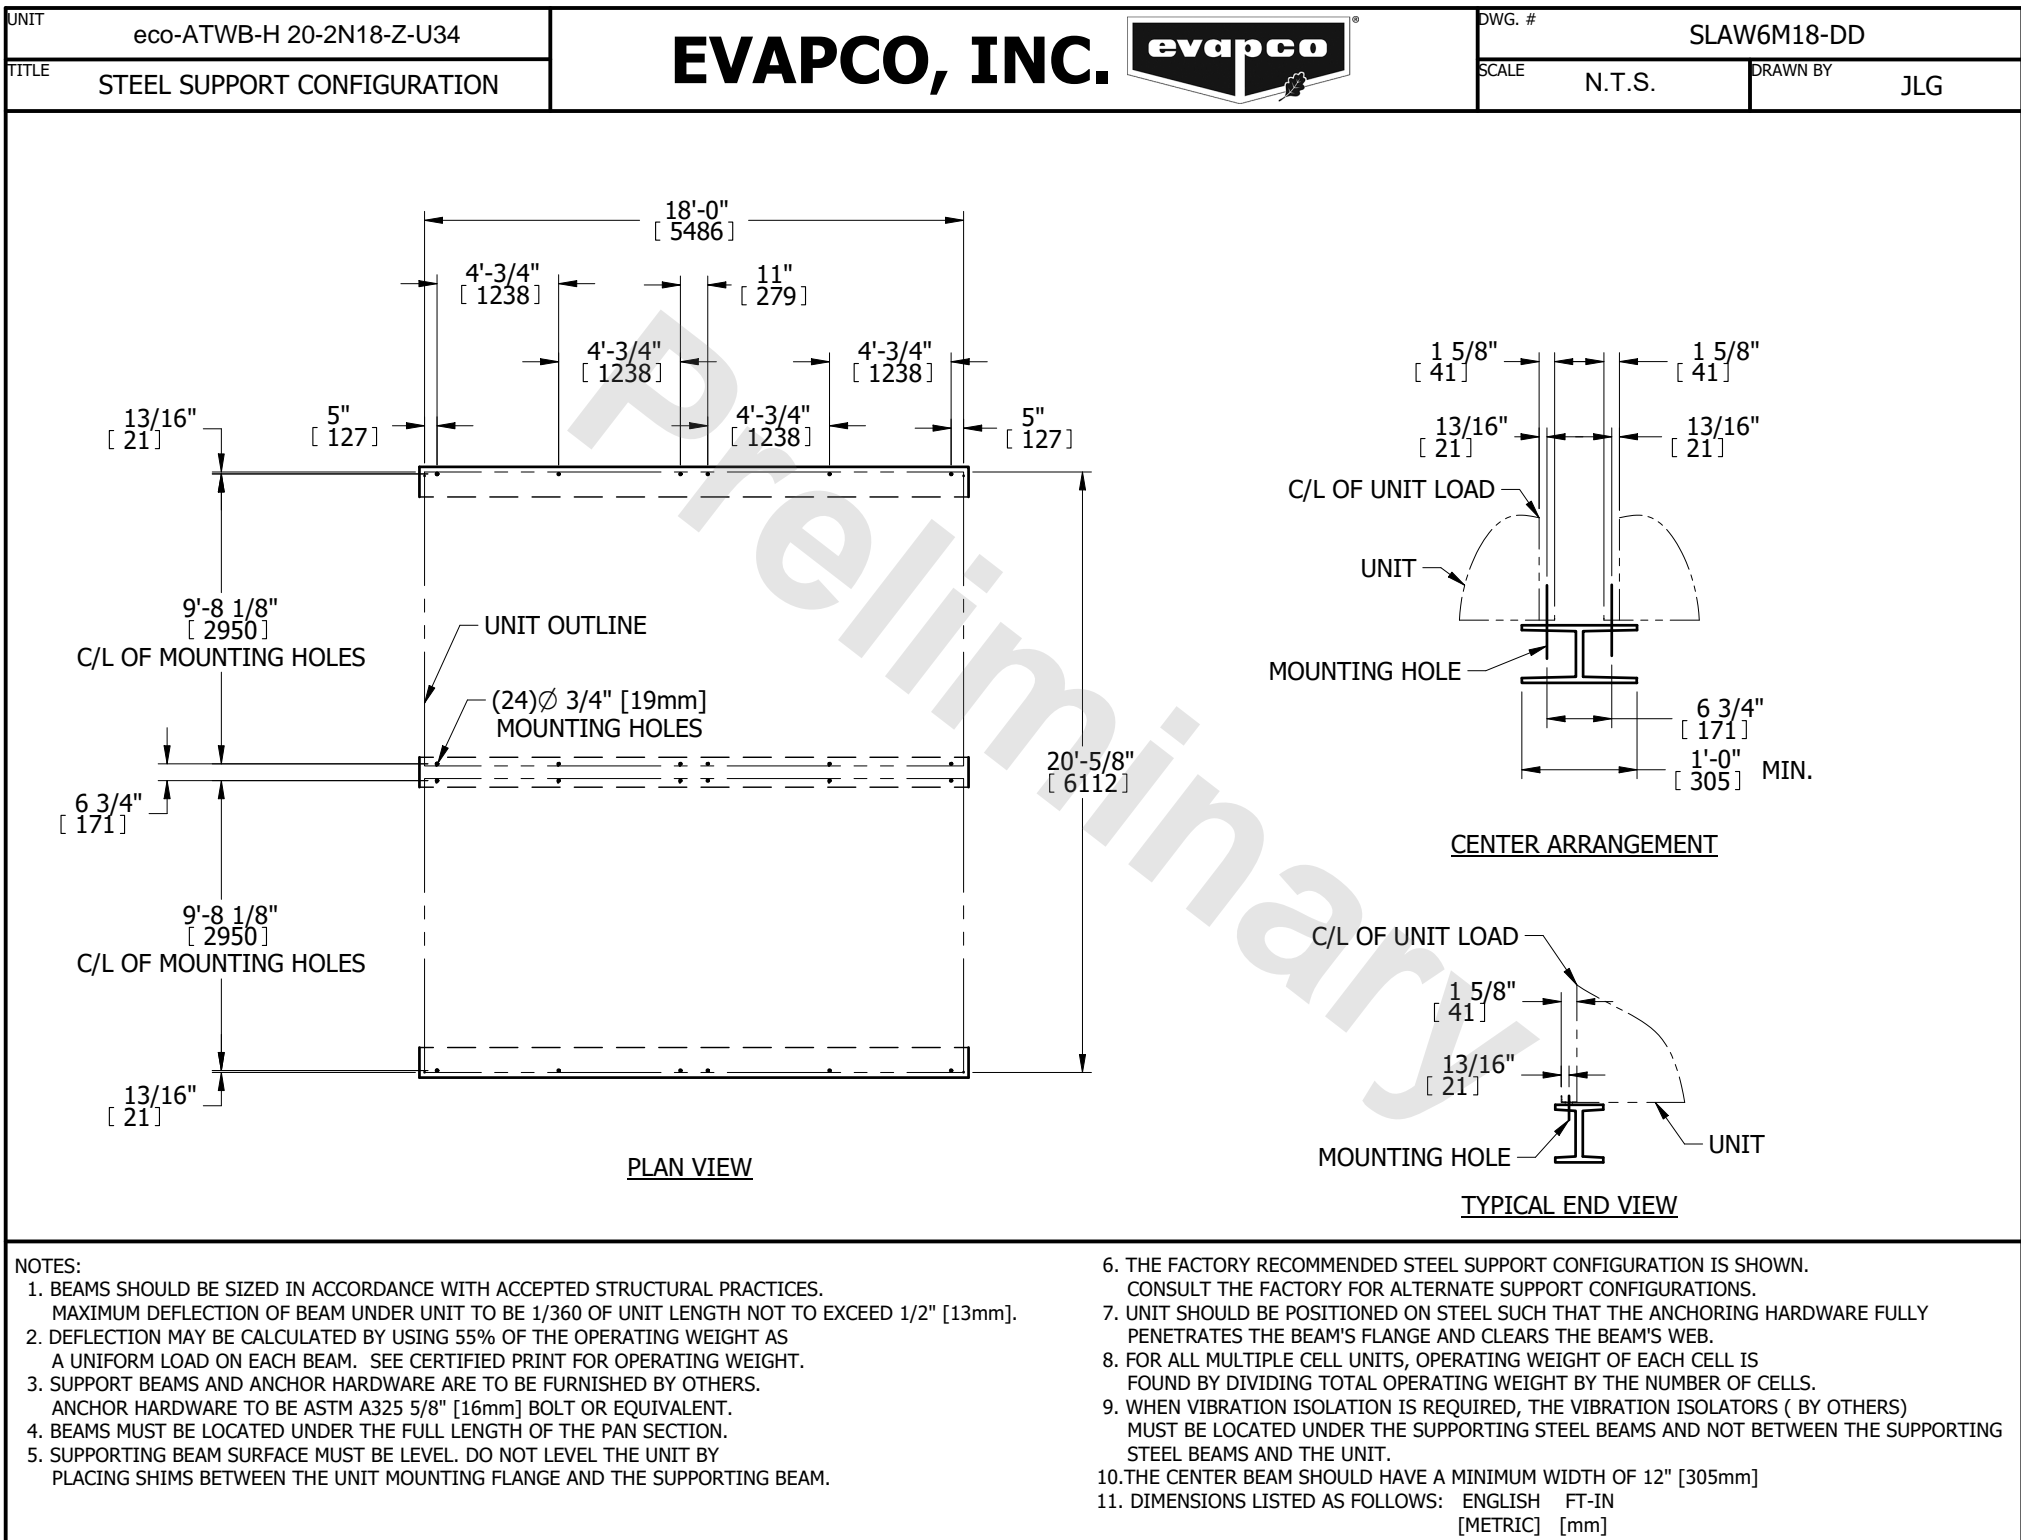 UNIT
eco-ATWB-H 20-2N18-Z-U34
TITLE
STEEL SUPPORT CONFIGURATION
EVAPCO, INC.
evapco®
DWG. #
SLAW6M18-DD
SCALE
N.T.S.
DRAWN BY
JLG
18'-0"
[ 5486 ]
4'-3/4"
[ 1238 ]
11"
[ 279 ]
4'-3/4"
[ 1238 ]
4'-3/4"
[ 1238 ]
13/16"
[ 21 ]
5"
[ 127 ]
4'-3/4"
[ 1238 ]
5"
[ 127 ]
9'-8 1/8"
[ 2950 ]
C/L OF MOUNTING HOLES
UNIT OUTLINE
(24)∅ 3/4" [19mm]
MOUNTING HOLES
6 3/4"
[ 171 ]
20'-5/8"
[ 6112 ]
9'-8 1/8"
[ 2950 ]
C/L OF MOUNTING HOLES
13/16"
[ 21 ]
PLAN VIEW
Preliminary
1 5/8"
[ 41 ]
1 5/8"
[ 41 ]
13/16"
[ 21 ]
13/16"
[ 21 ]
C/L OF UNIT LOAD
UNIT
MOUNTING HOLE
6 3/4"
[ 171 ]
1'-0"
[ 305 ] MIN.
CENTER ARRANGEMENT
C/L OF UNIT LOAD
1 5/8"
[ 41 ]
13/16"
[ 21 ]
MOUNTING HOLE
UNIT
TYPICAL END VIEW
NOTES:
1. BEAMS SHOULD BE SIZED IN ACCORDANCE WITH ACCEPTED STRUCTURAL PRACTICES.
MAXIMUM DEFLECTION OF BEAM UNDER UNIT TO BE 1/360 OF UNIT LENGTH NOT TO EXCEED 1/2" [13mm].
2. DEFLECTION MAY BE CALCULATED BY USING 55% OF THE OPERATING WEIGHT AS
A UNIFORM LOAD ON EACH BEAM. SEE CERTIFIED PRINT FOR OPERATING WEIGHT.
3. SUPPORT BEAMS AND ANCHOR HARDWARE ARE TO BE FURNISHED BY OTHERS.
ANCHOR HARDWARE TO BE ASTM A325 5/8" [16mm] BOLT OR EQUIVALENT.
4. BEAMS MUST BE LOCATED UNDER THE FULL LENGTH OF THE PAN SECTION.
5. SUPPORTING BEAM SURFACE MUST BE LEVEL. DO NOT LEVEL THE UNIT BY
PLACING SHIMS BETWEEN THE UNIT MOUNTING FLANGE AND THE SUPPORTING BEAM.
6. THE FACTORY RECOMMENDED STEEL SUPPORT CONFIGURATION IS SHOWN.
CONSULT THE FACTORY FOR ALTERNATE SUPPORT CONFIGURATIONS.
7. UNIT SHOULD BE POSITIONED ON STEEL SUCH THAT THE ANCHORING HARDWARE FULLY
PENETRATES THE BEAM'S FLANGE AND CLEARS THE BEAM'S WEB.
8. FOR ALL MULTIPLE CELL UNITS, OPERATING WEIGHT OF EACH CELL IS
FOUND BY DIVIDING TOTAL OPERATING WEIGHT BY THE NUMBER OF CELLS.
9. WHEN VIBRATION ISOLATION IS REQUIRED, THE VIBRATION ISOLATORS ( BY OTHERS)
MUST BE LOCATED UNDER THE SUPPORTING STEEL BEAMS AND NOT BETWEEN THE SUPPORTING
STEEL BEAMS AND THE UNIT.
10.THE CENTER BEAM SHOULD HAVE A MINIMUM WIDTH OF 12" [305mm]
11. DIMENSIONS LISTED AS FOLLOWS: ENGLISH FT-IN
[METRIC] [mm]